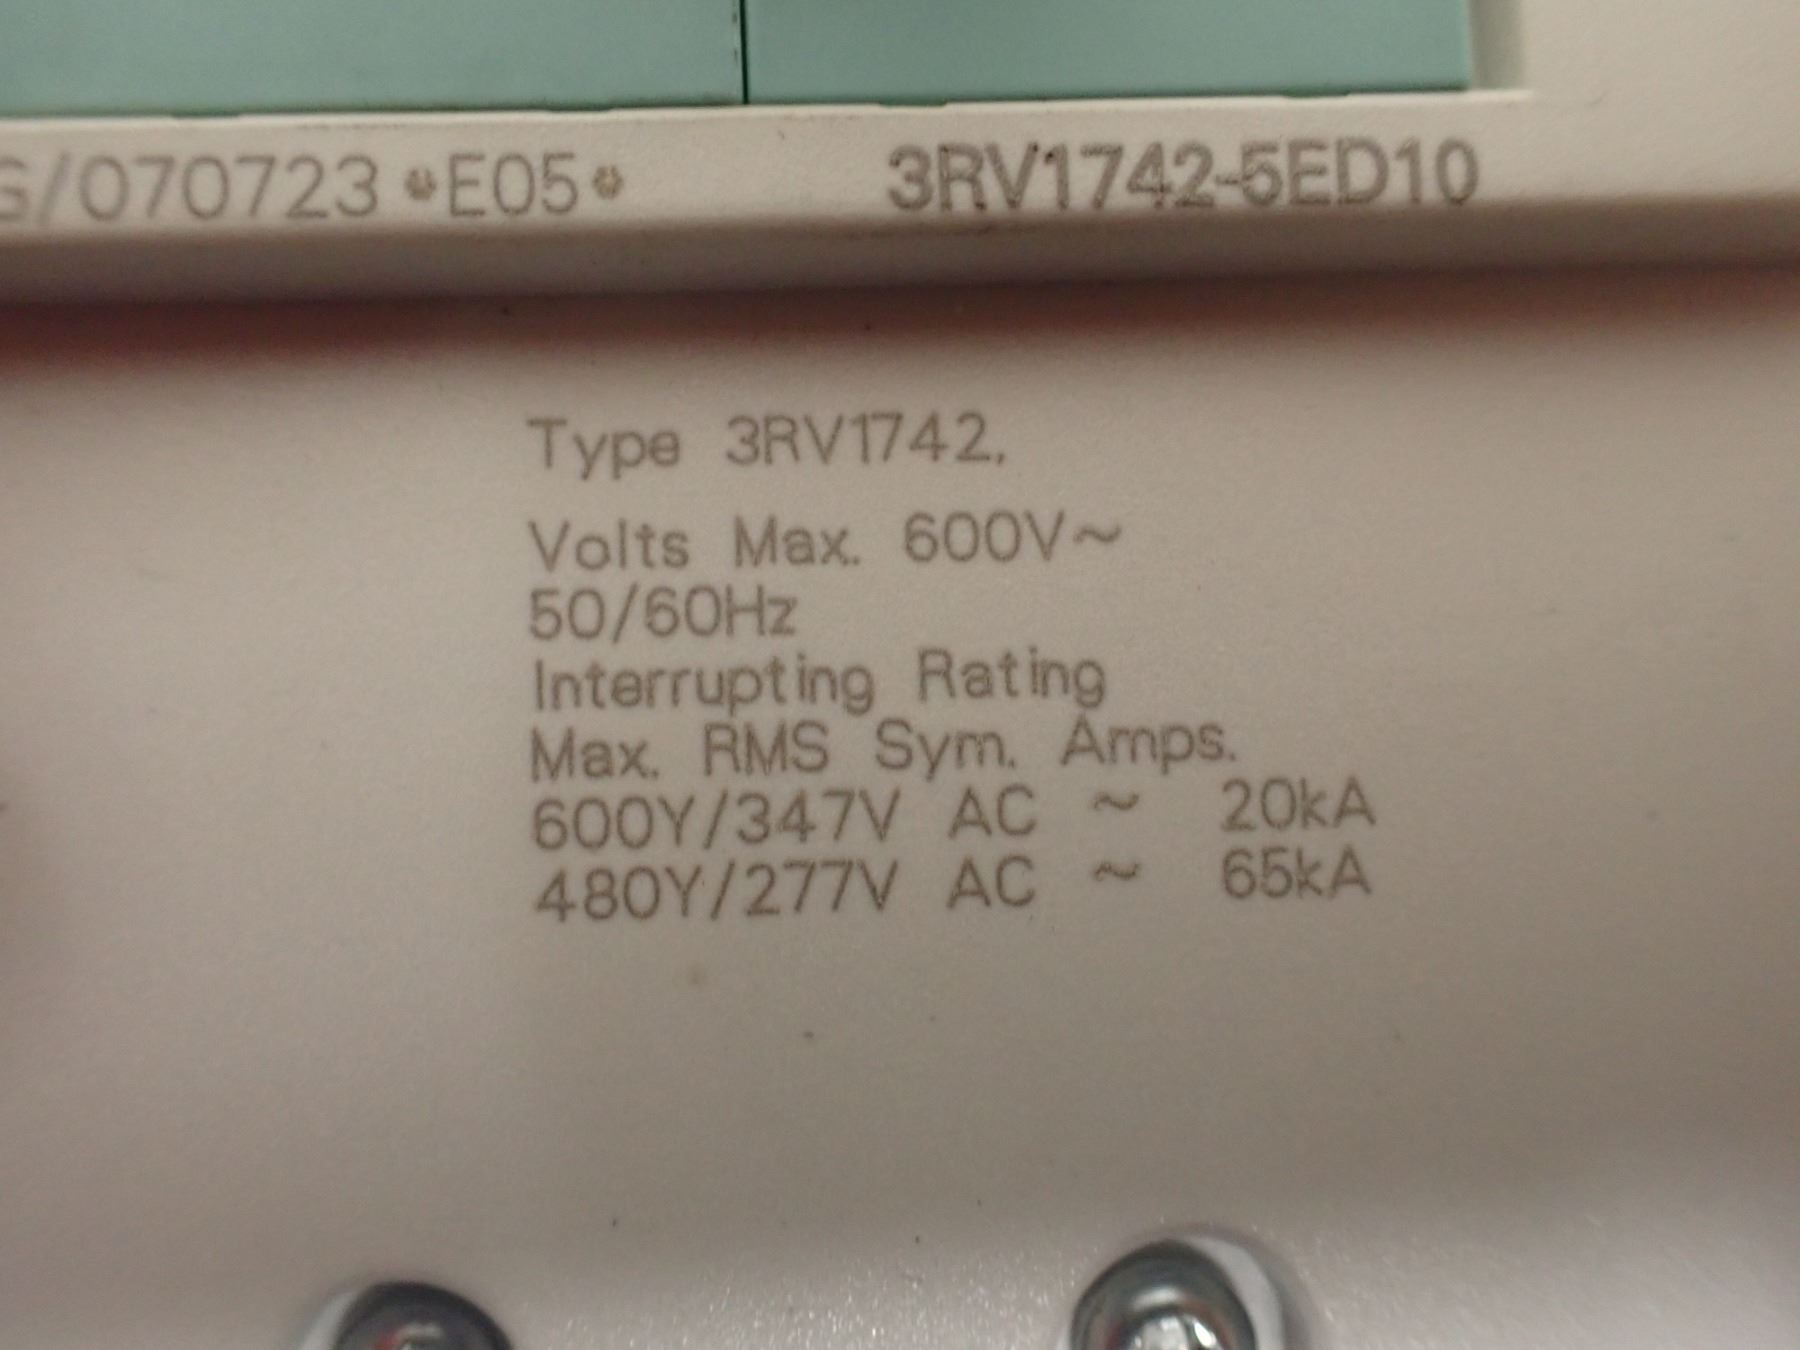 G/070723 *E05* 3RV1742-5ED10
Type 3RV1742.
Volts Max. 600V~
50/60Hz
Interrupting Rating
Max. RMS Sym. Amps.
600Y/347V AC ~ 20kA
480Y/277V AC ~ 65kA